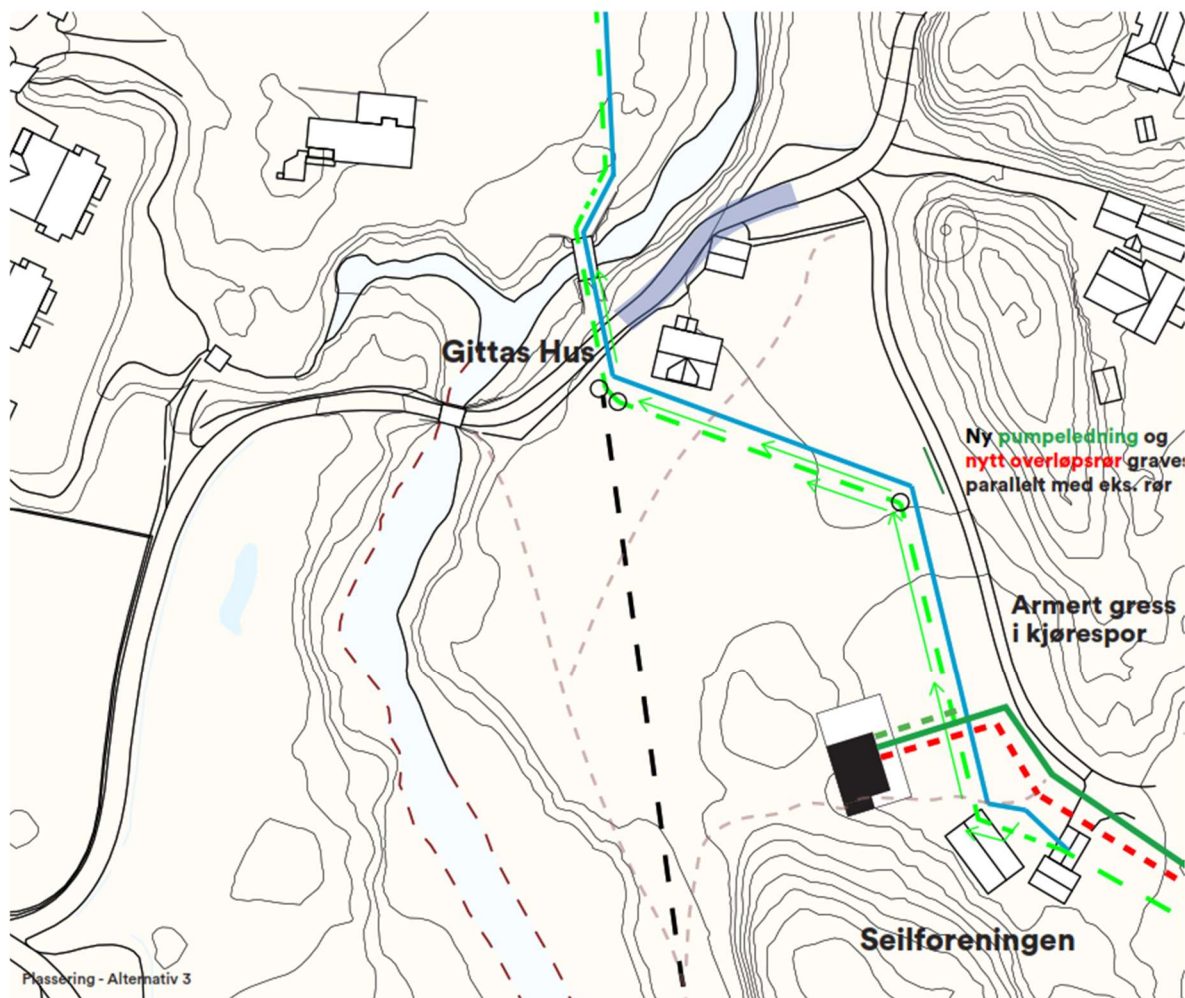 Gittas Hus
Ny pumpeledning og
nytt overløpsrør graves
parallelt med eks. rør
Armert gress
i kjørespor
Seilforeningen
Plassering - Alternativ 3